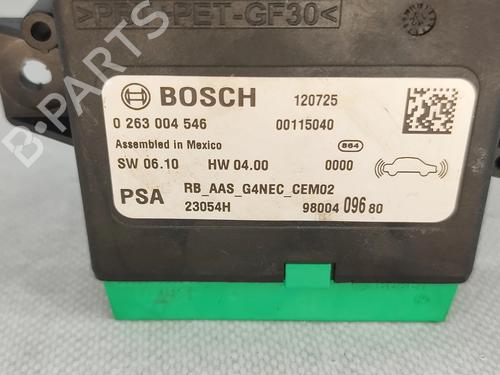 >PBT-PET-GF30<
B-PARTS
BOSCH 120725
0 263 004 546 00115040
Assembled in Mexico 864
SW 06.10 HW 04.00 0000
PSA RB_AAS_G4NEC_CEM02
23054H 98004 096 80